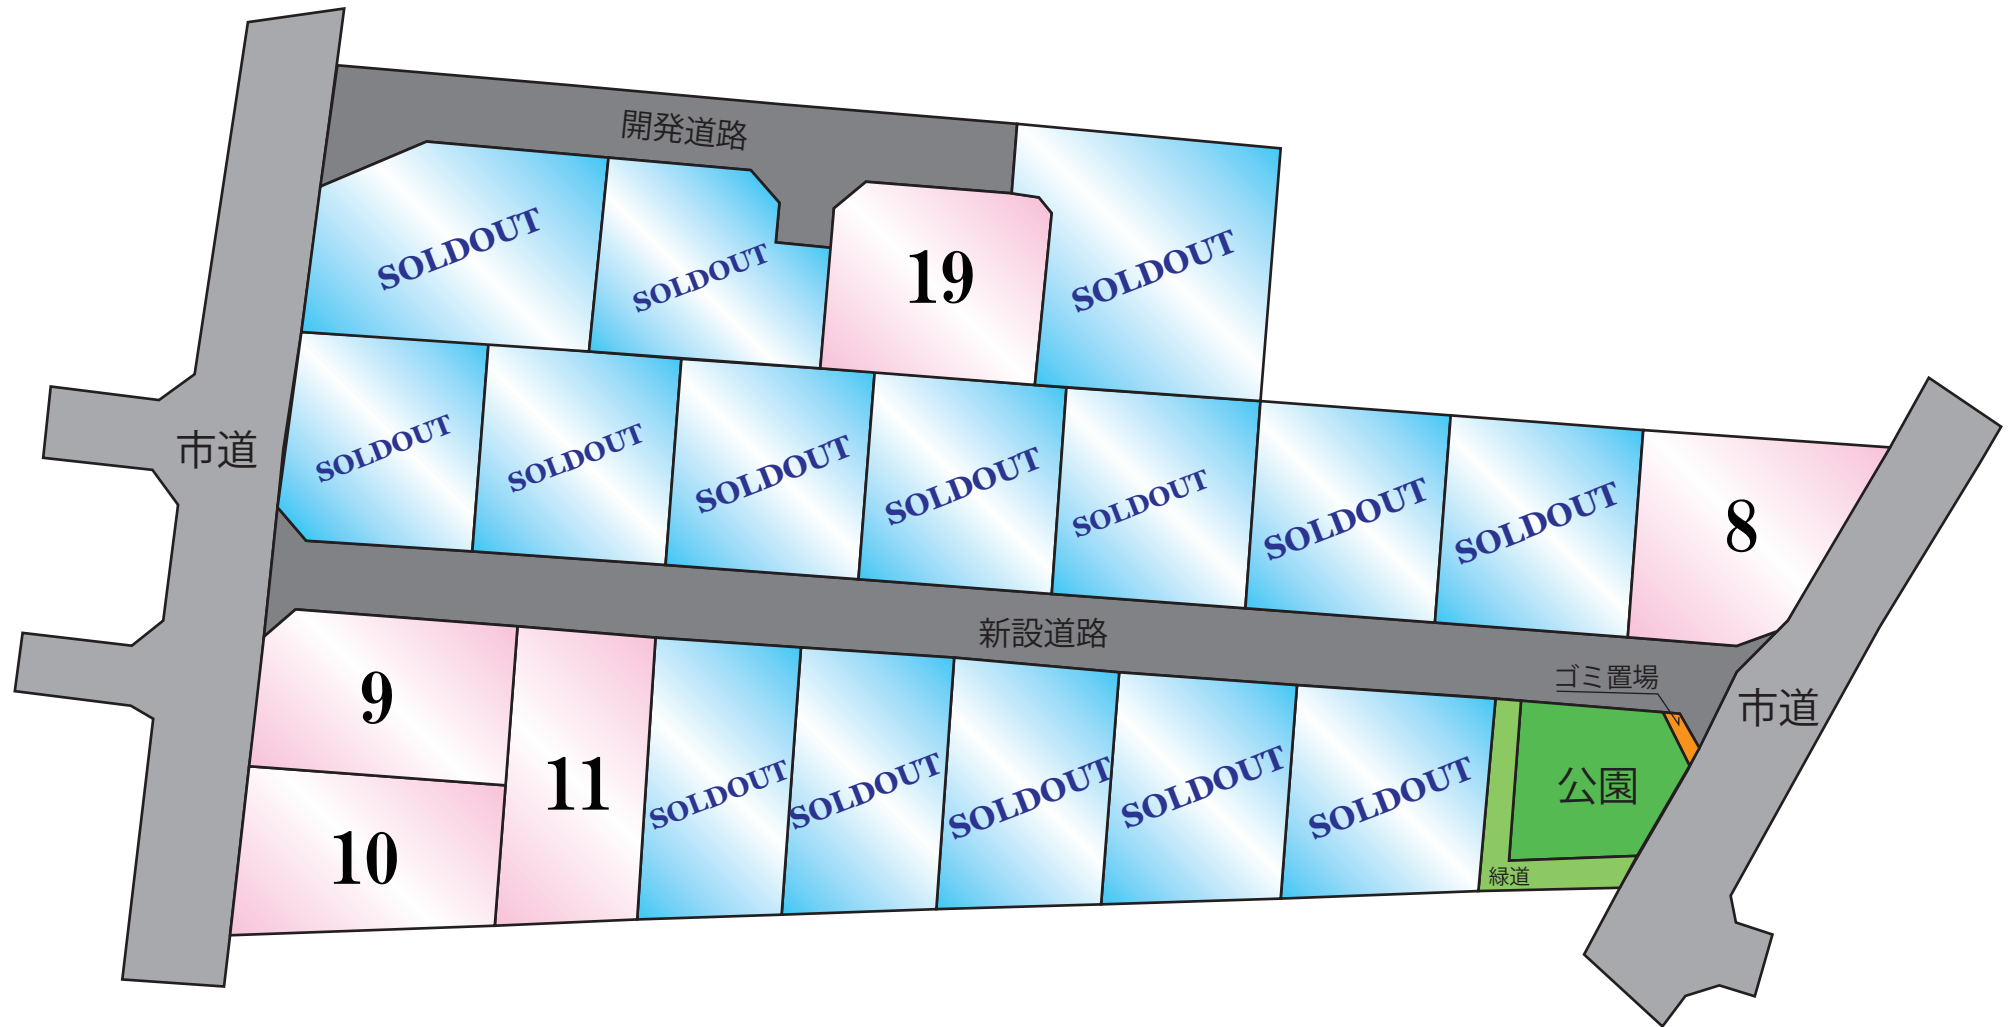 開発道路
SOLDOUT
SOLDOUT
19
SOLDOUT
市道
SOLDOUT
SOLDOUT
SOLDOUT
SOLDOUT
SOLDOUT
SOLDOUT
SOLDOUT
8
新設道路
ゴミ置場
市道
9
10
11
SOLDOUT
SOLDOUT
SOLDOUT
SOLDOUT
SOLDOUT
公園
緑道